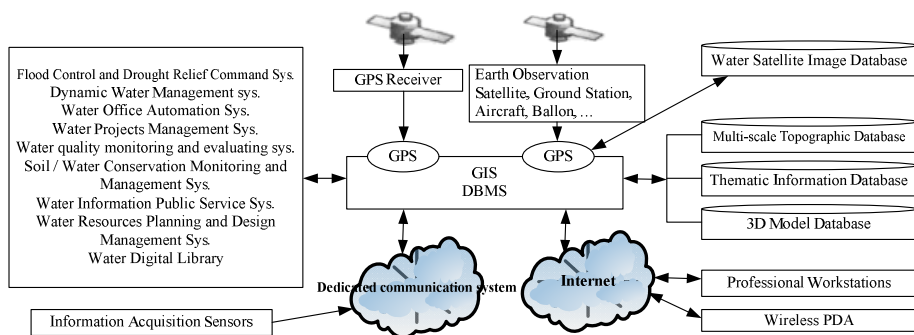 Flood Control and Drought Relief Command Sys.
Dynamic Water Management sys.
Water Office Automation Sys.
Water Projects Management Sys.
Water quality monitoring and evaluating sys.
Soil / Water Conservation Monitoring and
Management Sys.
Water Information Public Service Sys.
Water Resources Planning and Design
Management Sys.
Water Digital Library
Information Acquisition Sensors
GPS Receiver
Earth Observation
Satellite, Ground Station,
Aircraft, Ballon, ...
GPS
GPS
GIS
DBMS
Dedicated communication system
Internet
Water Satellite Image Database
Multi-scale Topographic Database
Thematic Information Database
3D Model Database
Professional Workstations
Wireless PDA